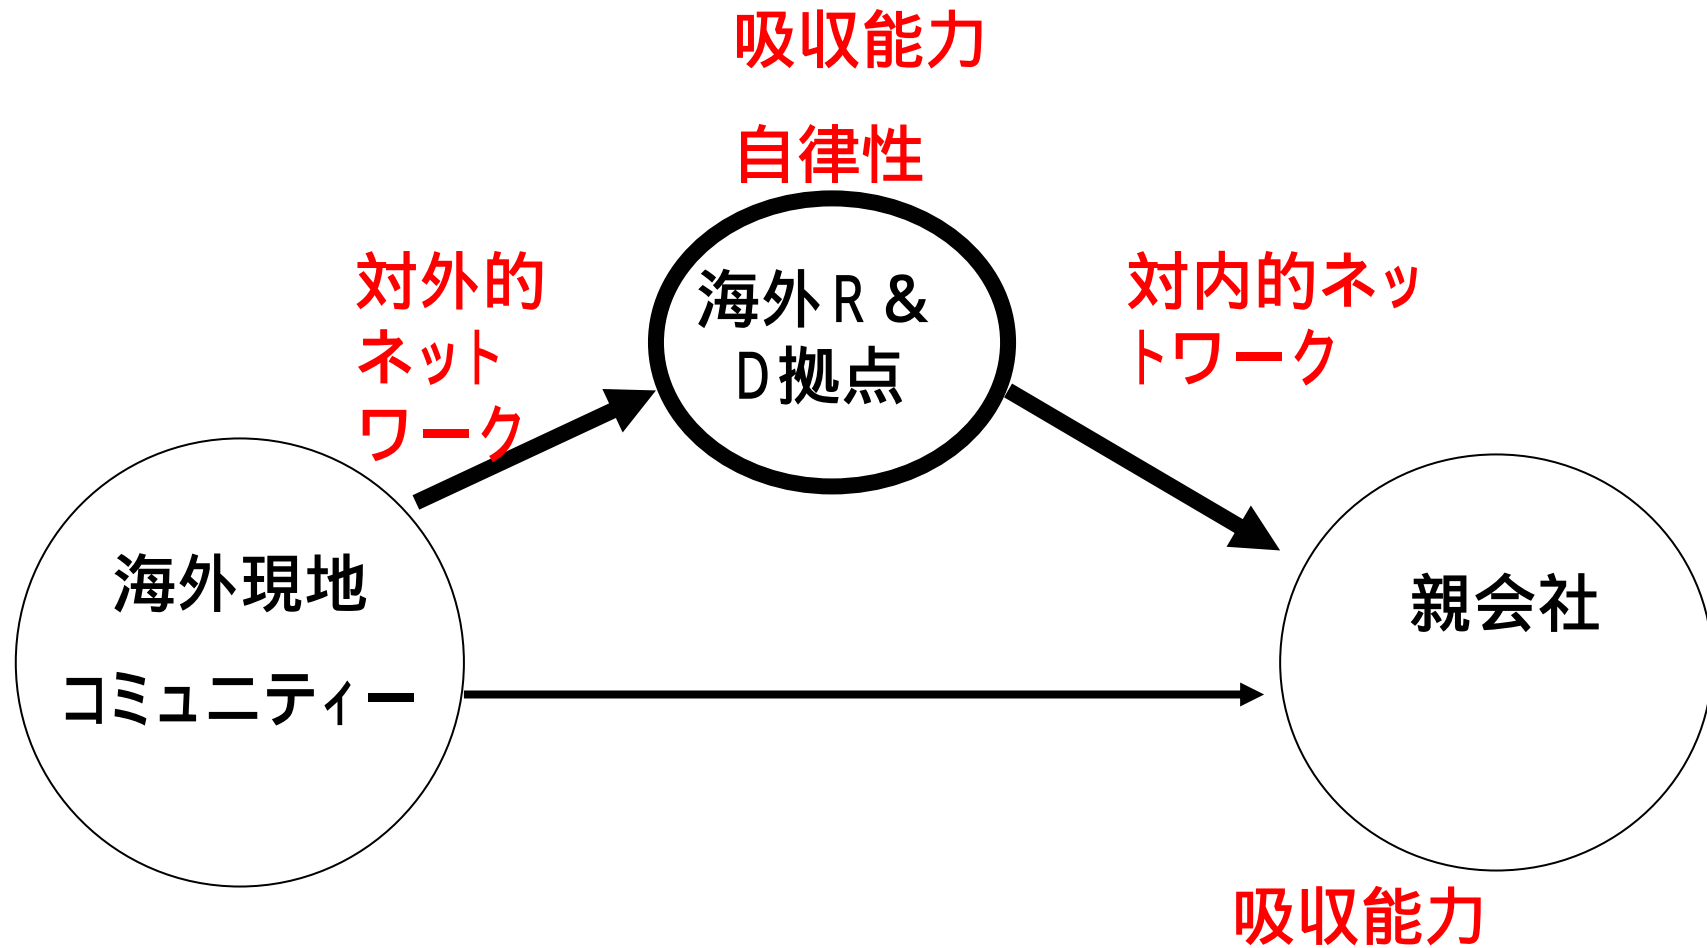 吸収能力
自律性
対外的
ネット
ワーク
海外R&
D拠点
対内的ネッ
トワーク
海外現地
コミュニティー
親会社
吸収能力